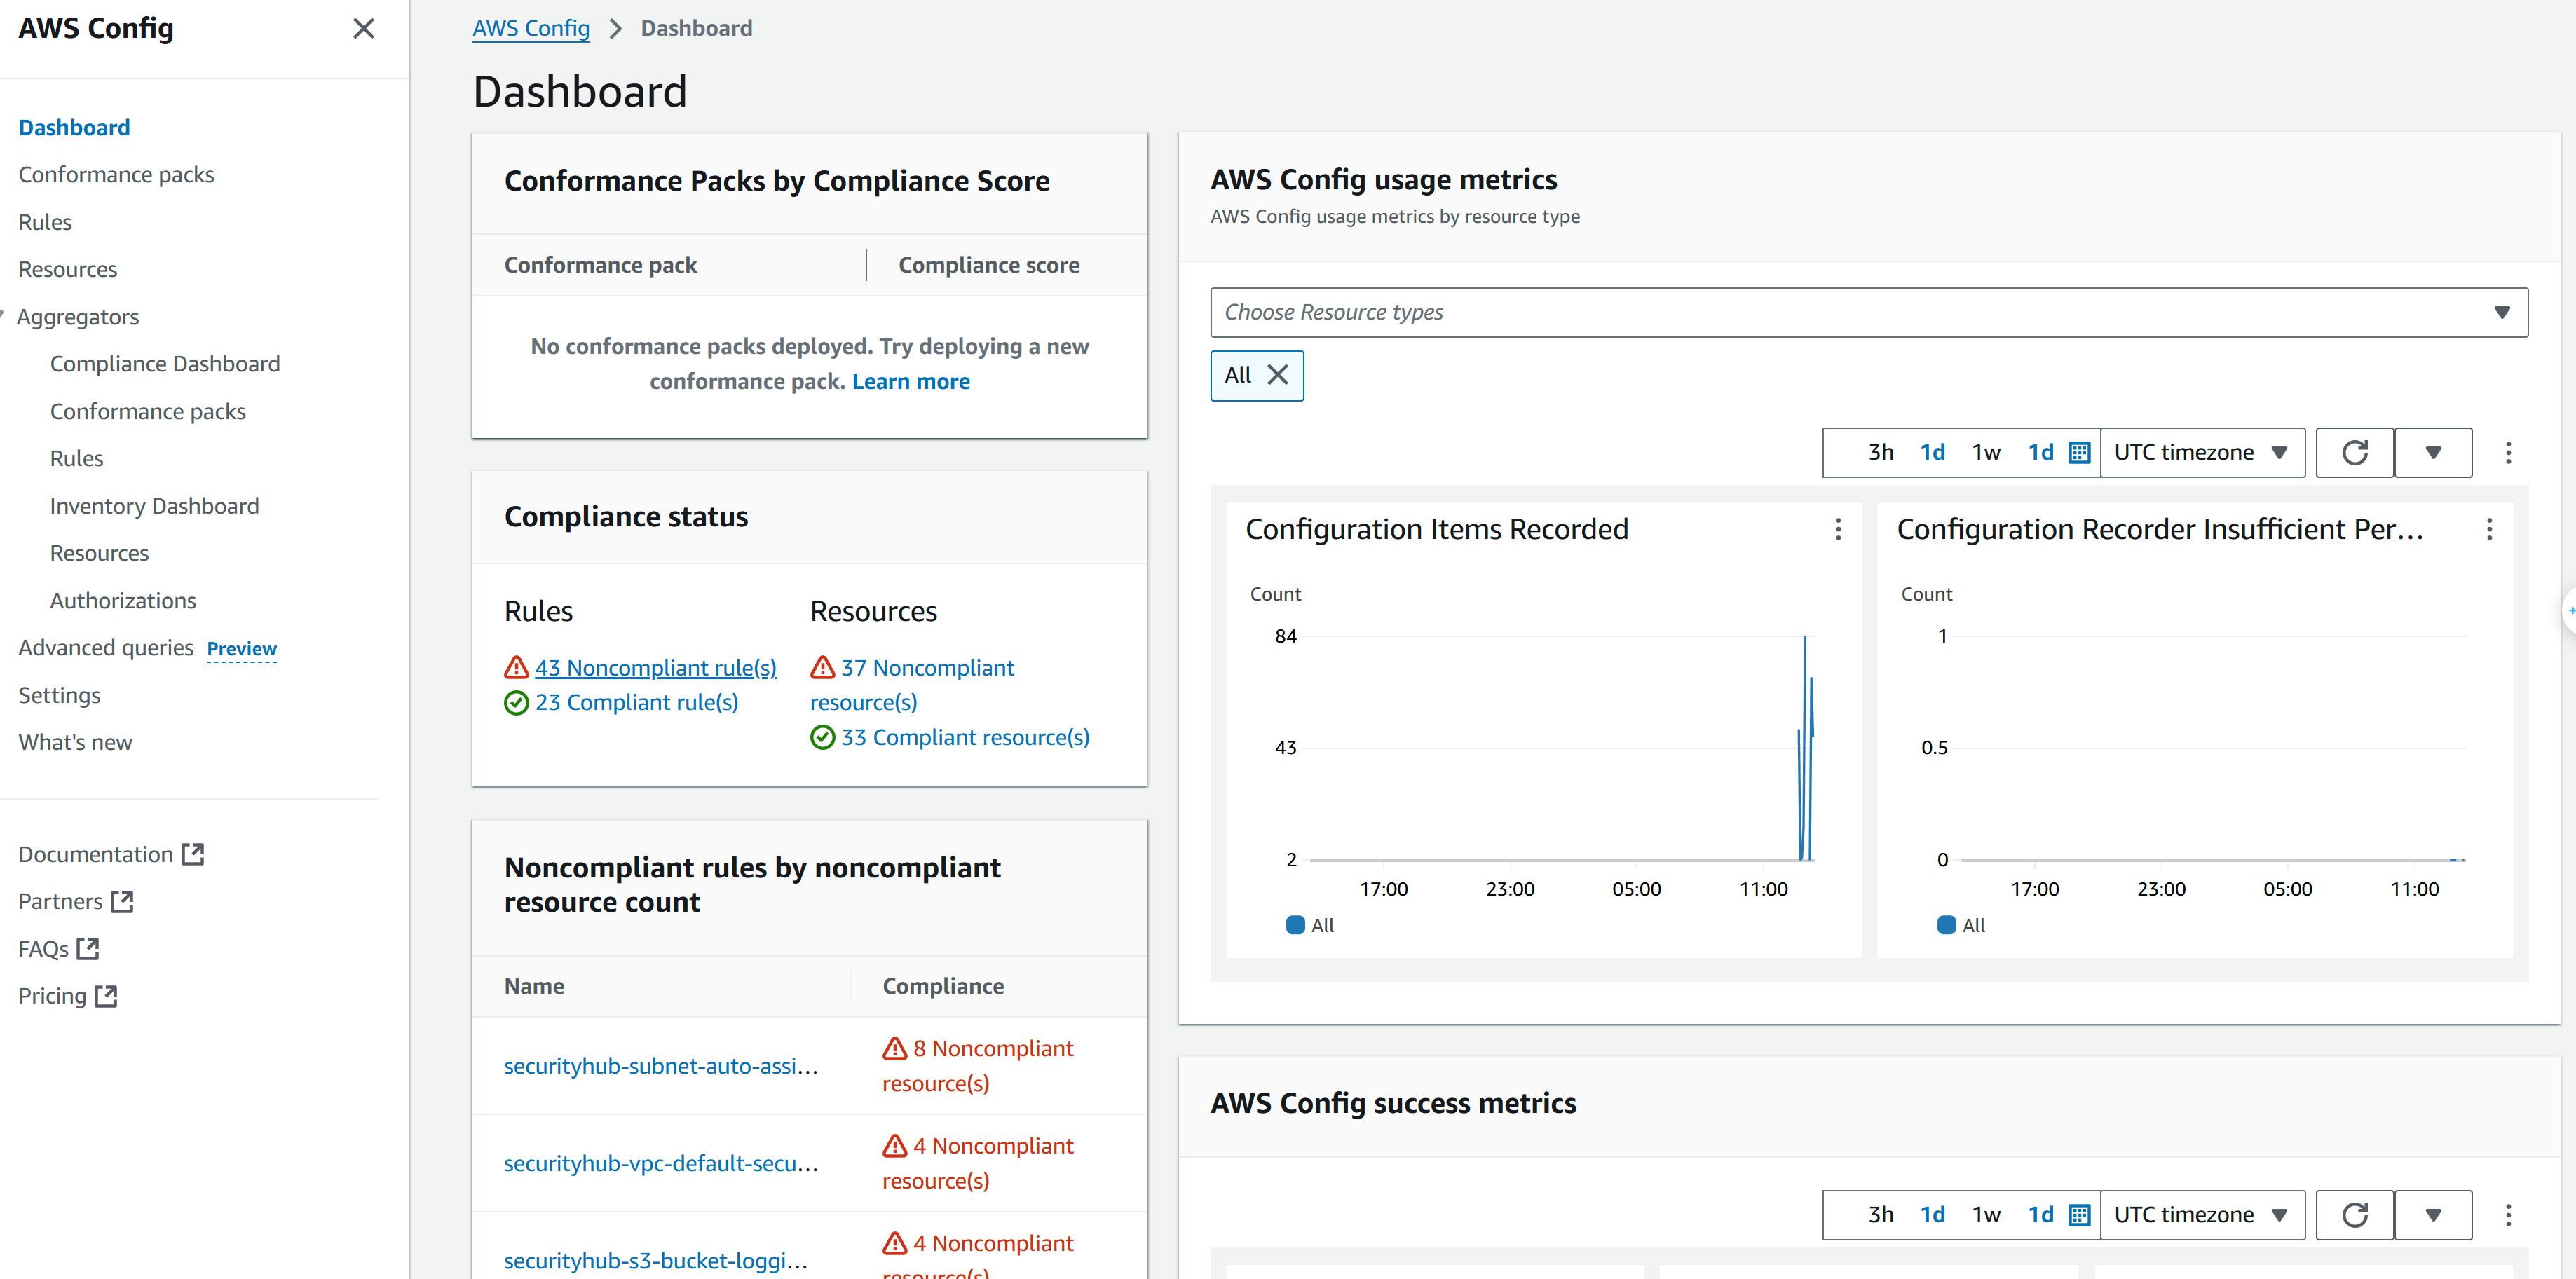 AWS Config
Dashboard
Conformance packs
Rules
Resources
Aggregators
Compliance Dashboard
Conformance packs
Rules
Inventory Dashboard
Resources
Authorizations
Advanced queries Preview
Settings
What's new
Documentation
Partners
FAQs
Pricing
AWS Config > Dashboard
Dashboard
Conformance Packs by Compliance Score
Conformance pack Compliance score
No conformance packs deployed. Try deploying a new
conformance pack. Learn more
Compliance status
Rules
43 Noncompliant rule(s)
23 Compliant rule(s)
Resources
37 Noncompliant
resource(s)
33 Compliant resource(s)
Noncompliant rules by noncompliant
resource count
Name Compliance
securityhub-subnet-auto-assi...
8 Noncompliant
resource(s)
securityhub-vpc-default-secu...
4 Noncompliant
resource(s)
securityhub-s3-bucket-loggi...
4 Noncompliant
resource(s)
AWS Config usage metrics
AWS Config usage metrics by resource type
Choose Resource types
All
3h 1d 1w 1d UTC timezone
Configuration Items Recorded
Count
84
43
2
17:00 23:00 05:00 11:00
All
Configuration Recorder Insufficient Per...
Count
1
0.5
0
17:00 23:00 05:00 11:00
All
AWS Config success metrics
3h 1d 1w 1d UTC timezone